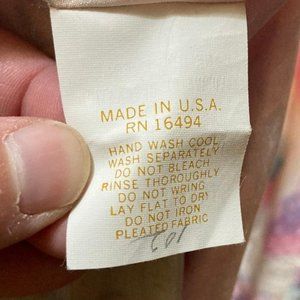 MADE IN U.S.A.
RN 16494
HAND WASH COOL
WASH SEPARATELY
DO NOT BLEACH
RINSE THOROUGHLY
DO NOT WRING
LAY FLAT TO DRY
DO NOT IRON
PLEATED FABRIC